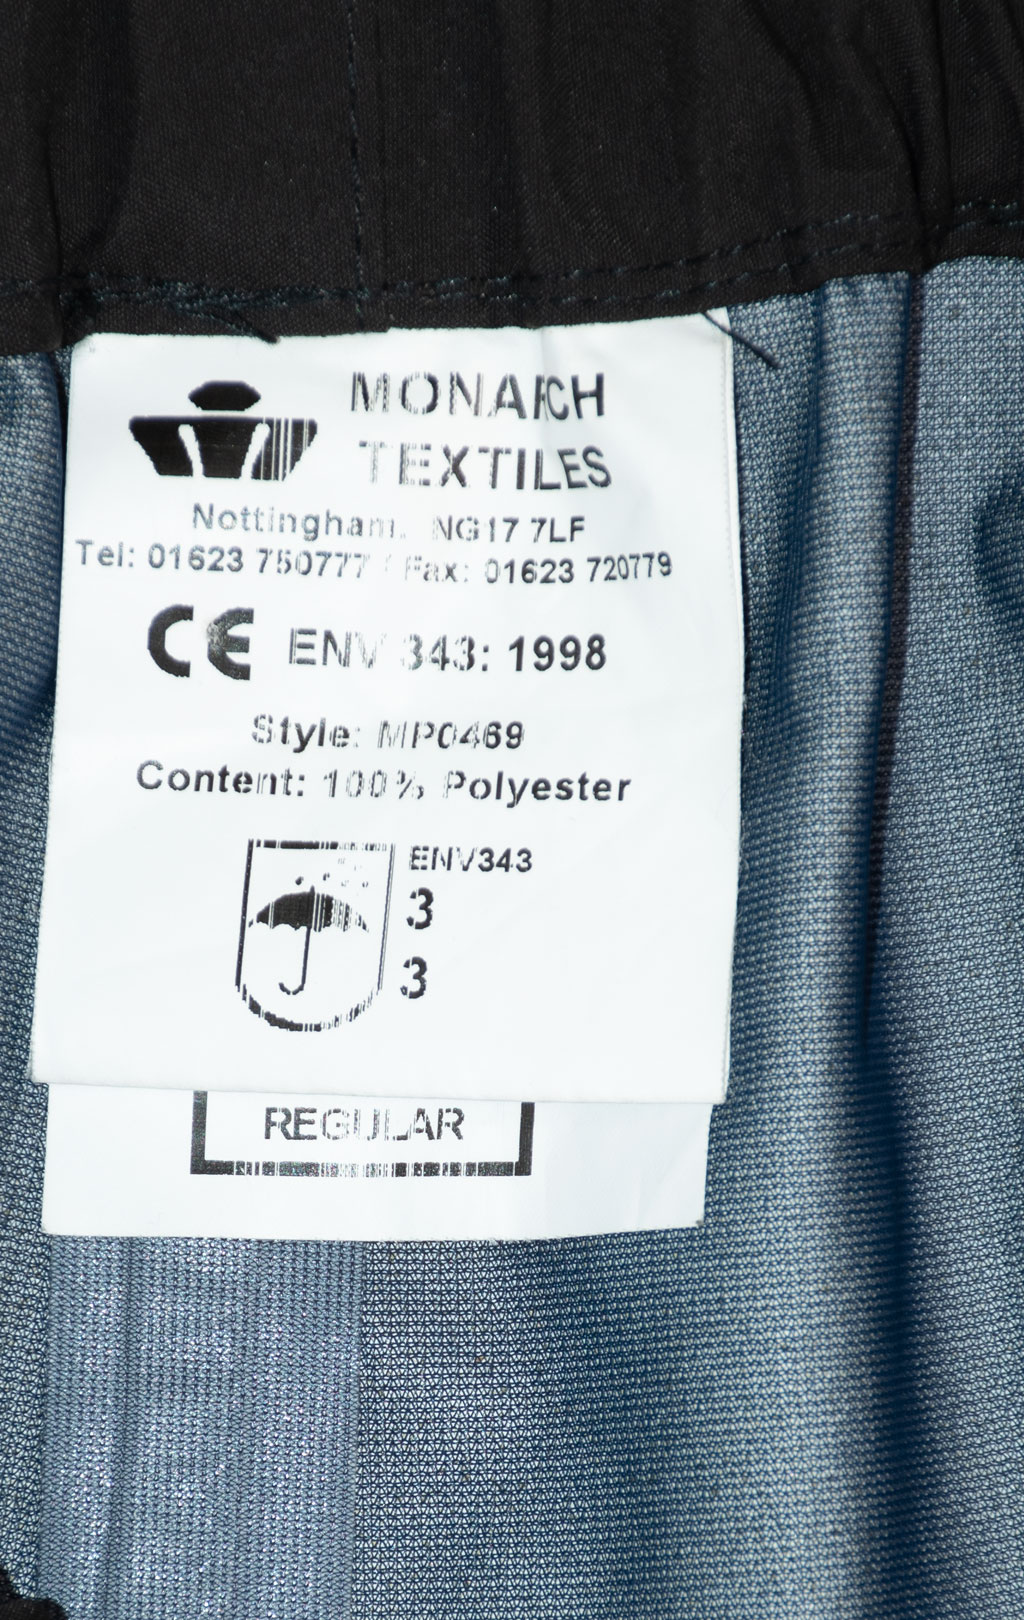 MONARCH
TEXTILES
Nottingham, NG17 7LF
Tel: 01623 750777 / Fax: 01623 720779
CE ENV 343: 1998
Style: MP0469
Content: 100% Polyester
ENV343
3
3
REGULAR